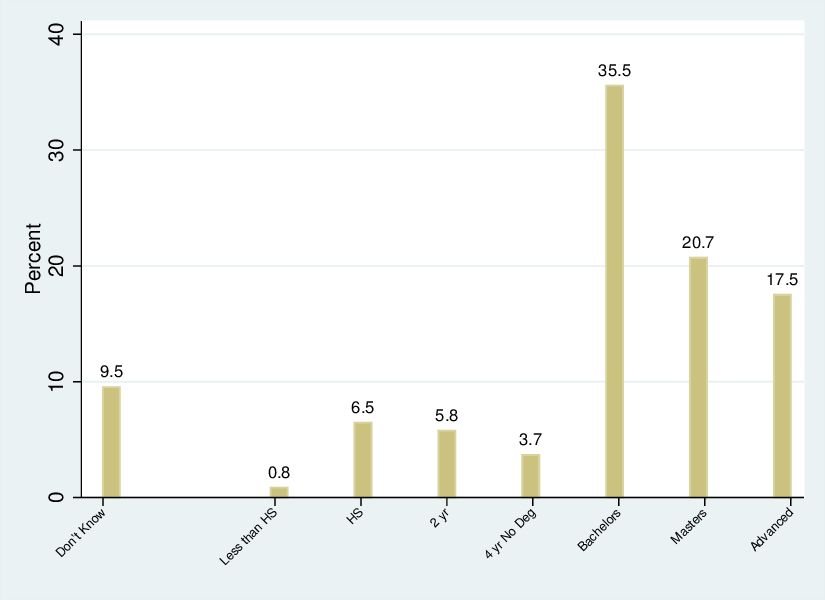 40
30
20
10
0
Percent
9.5
0.8
6.5
5.8
3.7
35.5
20.7
17.5
Don't Know
Less than HS
HS
2 yr
4 yr No Deg
Bachelors
Masters
Advanced